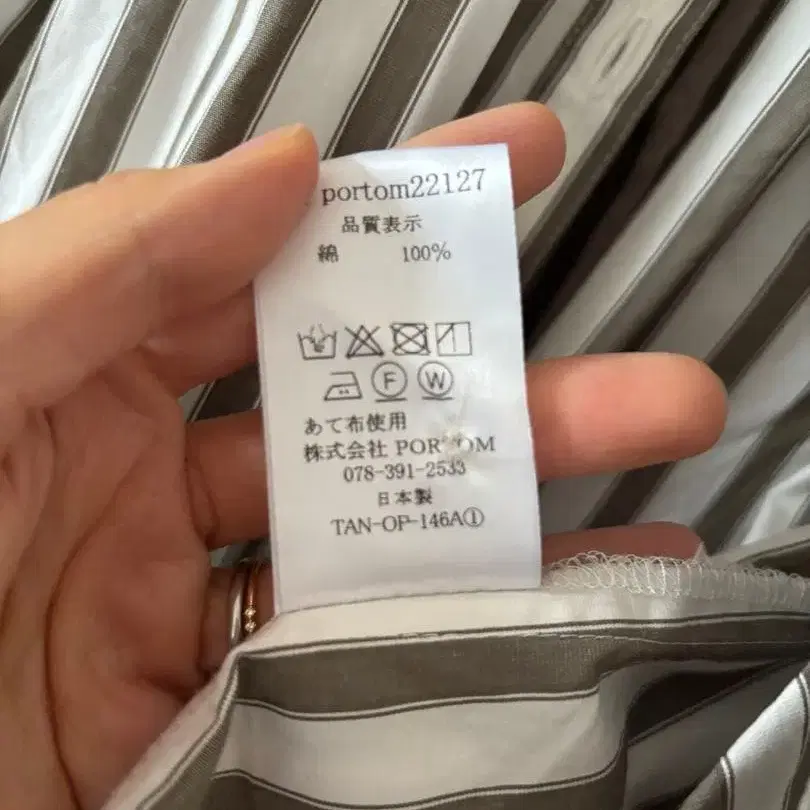 portom22127
品質表示
綿 100%
F W
あて布使用
株式会社 PORTOM
078-391-2533
日本製
TAN-OP-146A①